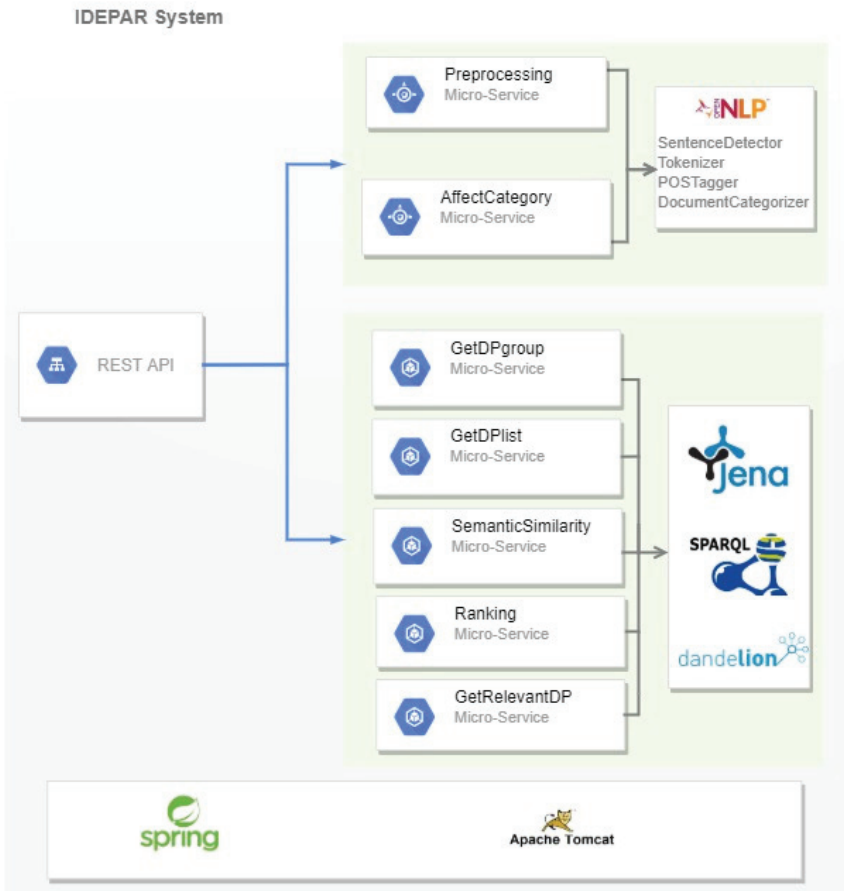 IDEPAR System
Preprocessing
Micro-Service
AffectCategory
Micro-Service
OPEN NLP
SentenceDetector
Tokenizer
POSTagger
DocumentCategorizer
REST API
GetDPgroup
Micro-Service
GetDPlist
Micro-Service
SemanticSimilarity
Micro-Service
Ranking
Micro-Service
GetRelevantDP
Micro-Service
Jena
SPARQL
dandelion
spring
Apache Tomcat